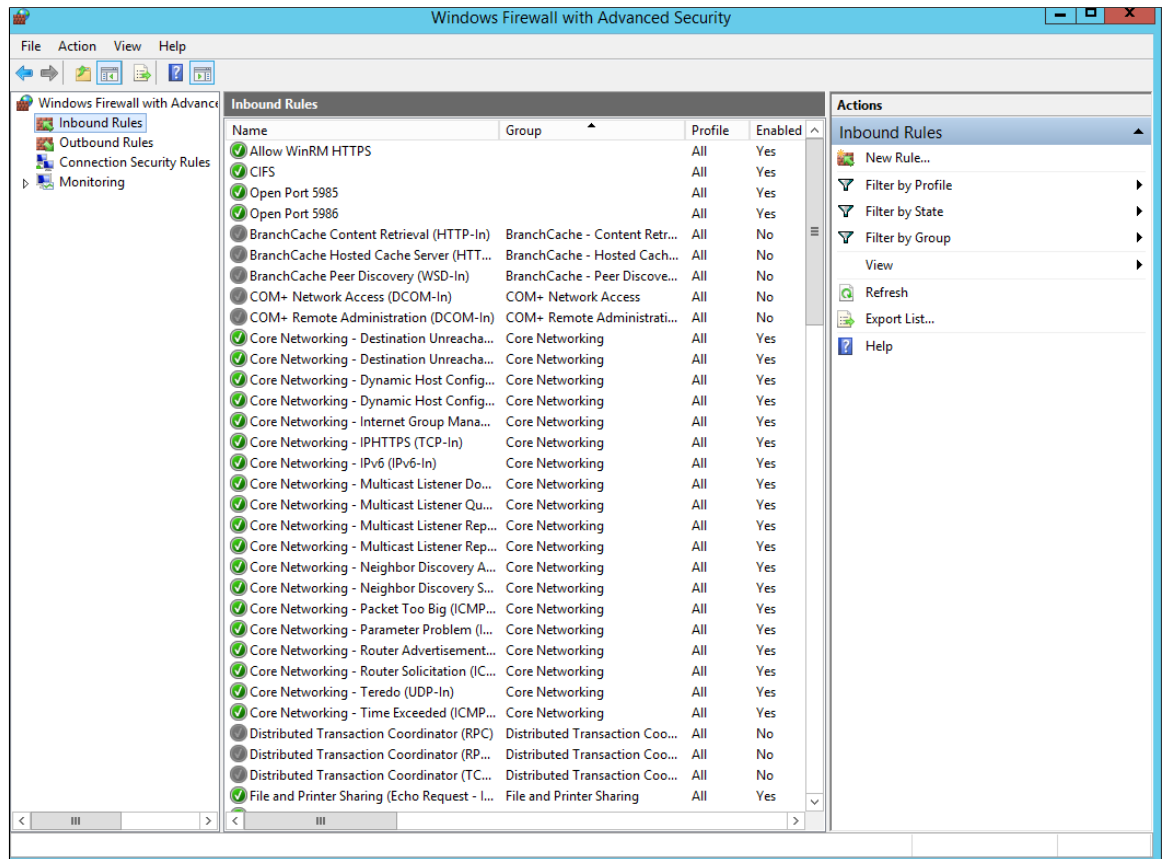 Windows Firewall with Advanced Security
File Action View Help
Windows Firewall with Advance
Inbound Rules
Outbound Rules
Connection Security Rules
Monitoring
Inbound Rules
Name Group Profile Enabled
Allow WinRM HTTPS All Yes
CIFS All Yes
Open Port 5985 All Yes
Open Port 5986 All Yes
BranchCache Content Retrieval (HTTP-In) BranchCache - Content Retr... All No
BranchCache Hosted Cache Server (HTT... BranchCache - Hosted Cach... All No
BranchCache Peer Discovery (WSD-In) BranchCache - Peer Discove... All No
COM+ Network Access (DCOM-In) COM+ Network Access All No
COM+ Remote Administration (DCOM-In) COM+ Remote Administrati... All No
Core Networking - Destination Unreacha... Core Networking All Yes
Core Networking - Destination Unreacha... Core Networking All Yes
Core Networking - Dynamic Host Config... Core Networking All Yes
Core Networking - Dynamic Host Config... Core Networking All Yes
Core Networking - Internet Group Mana... Core Networking All Yes
Core Networking - IPHTTPS (TCP-In) Core Networking All Yes
Core Networking - IPv6 (IPv6-In) Core Networking All Yes
Core Networking - Multicast Listener Do... Core Networking All Yes
Core Networking - Multicast Listener Qu... Core Networking All Yes
Core Networking - Multicast Listener Rep... Core Networking All Yes
Core Networking - Multicast Listener Rep... Core Networking All Yes
Core Networking - Neighbor Discovery A... Core Networking All Yes
Core Networking - Neighbor Discovery S... Core Networking All Yes
Core Networking - Packet Too Big (ICMP... Core Networking All Yes
Core Networking - Parameter Problem (I... Core Networking All Yes
Core Networking - Router Advertisement... Core Networking All Yes
Core Networking - Router Solicitation (IC... Core Networking All Yes
Core Networking - Teredo (UDP-In) Core Networking All Yes
Core Networking - Time Exceeded (ICMP... Core Networking All Yes
Distributed Transaction Coordinator (RPC) Distributed Transaction Coo... All No
Distributed Transaction Coordinator (RP... Distributed Transaction Coo... All No
Distributed Transaction Coordinator (TC... Distributed Transaction Coo... All No
File and Printer Sharing (Echo Request - I... File and Printer Sharing All Yes
Actions
Inbound Rules
New Rule...
Filter by Profile
Filter by State
Filter by Group
View
Refresh
Export List...
Help